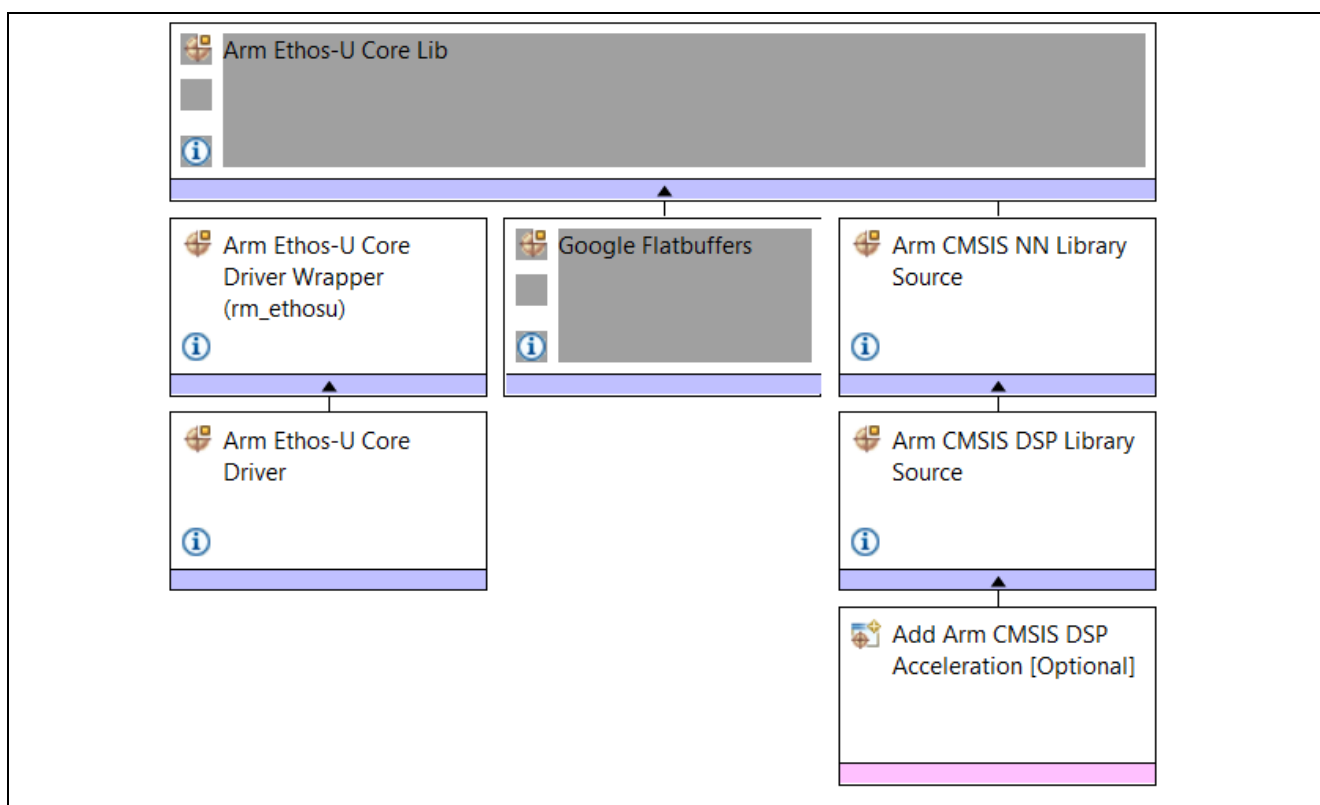 Arm Ethos-U Core Lib
Arm Ethos-U Core
Driver Wrapper
(rm_ethosu)
Google Flatbuffers
Arm CMSIS NN Library
Source
Arm Ethos-U Core
Driver
Arm CMSIS DSP Library
Source
Add Arm CMSIS DSP
Acceleration [Optional]